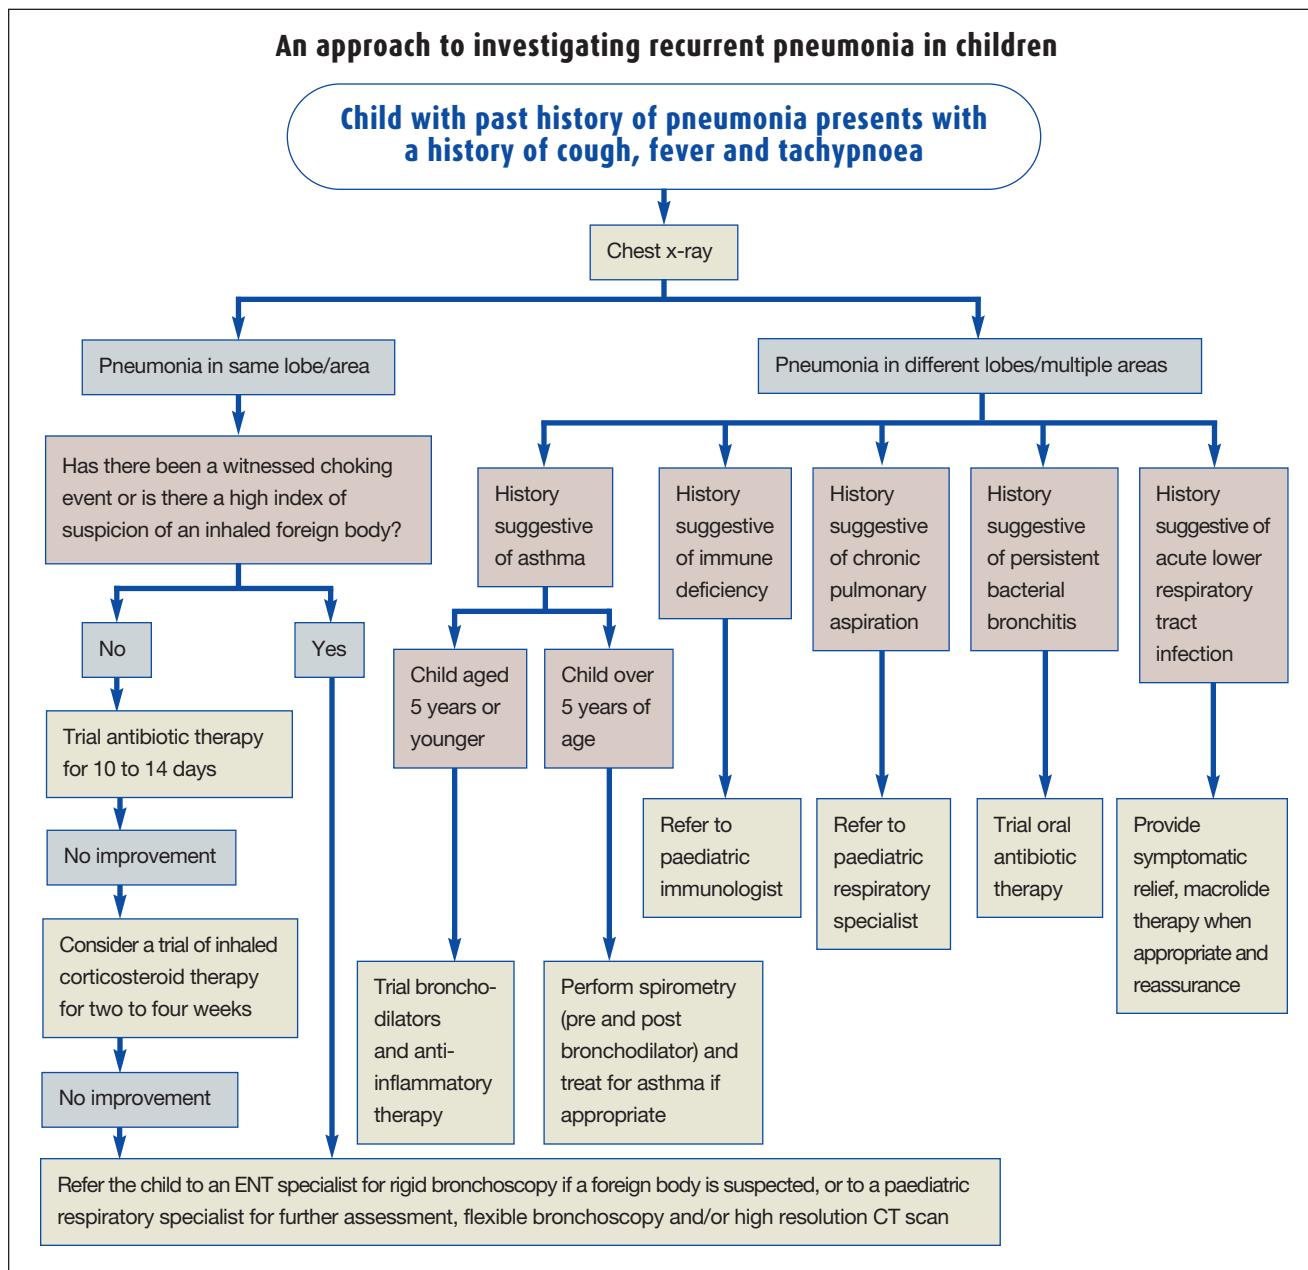 An approach to investigating recurrent pneumonia in children
Child with past history of pneumonia presents with
a history of cough, fever and tachypnoea
Chest x-ray
Pneumonia in same lobe/area
Pneumonia in different lobes/multiple areas
Has there been a witnessed choking
event or is there a high index of
suspicion of an inhaled foreign body?
No
Yes
Trial antibiotic therapy
for 10 to 14 days
No improvement
Consider a trial of inhaled
corticosteroid therapy
for two to four weeks
No improvement
History
suggestive
of asthma
Child aged
5 years or
younger
Child over
5 years of
age
Trial broncho-
dilators
and anti-
inflammatory
therapy
Perform spirometry
(pre and post
bronchodilator) and
treat for asthma if
appropriate
History
suggestive
of immune
deficiency
Refer to
paediatric
immunologist
History
suggestive
of chronic
pulmonary
aspiration
Refer to
paediatric
respiratory
specialist
History
suggestive
of persistent
bacterial
bronchitis
Trial oral
antibiotic
therapy
History
suggestive of
acute lower
respiratory
tract
infection
Provide
symptomatic
relief, macrolide
therapy when
appropriate and
reassurance
Refer the child to an ENT specialist for rigid bronchoscopy if a foreign body is suspected, or to a paediatric
respiratory specialist for further assessment, flexible bronchoscopy and/or high resolution CT scan